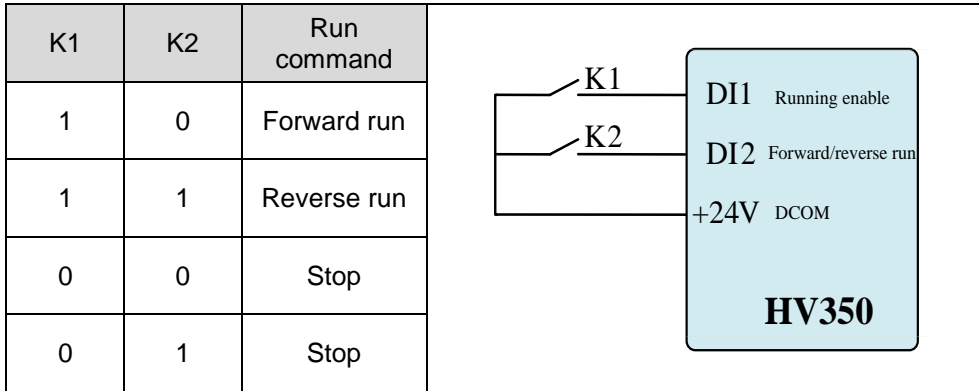 K1 K2 Run
command
1 0 Forward run
1 1 Reverse run
0 0 Stop
0 1 Stop
K1
DI1 Running enable
K2
DI2 Forward/reverse run
+24V DCOM
HV350